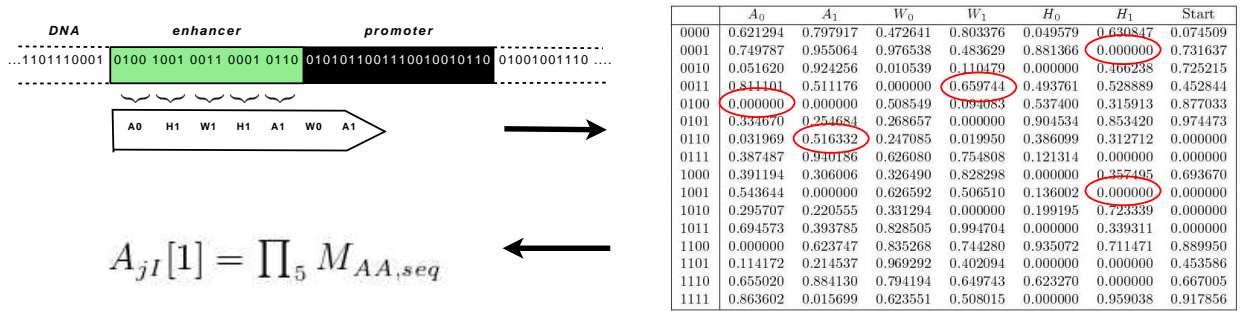 DNA enhancer promoter
...1101110001 0100 1001 0011 0001 0110 01010110011100100101​10 01001001110 ....
A0 H1 W1 H1 A1 W0 A1
A_{jI}[1] = \prod_5 M_{AA,seq}
A_0 A_1 W_0 W_1 H_0 H_1 Start
0000 0.621294 0.797917 0.472641 0.803376 0.049579 0.630847 0.074509
0001 0.749787 0.955064 0.976538 0.483629 0.881366 0.000000 0.731637
0010 0.051620 0.924256 0.010539 0.110479 0.000000 0.466238 0.725215
0011 0.811101 0.511176 0.000000 0.659744 0.493761 0.528889 0.452844
0100 0.000000 0.000000 0.508549 0.094083 0.537400 0.315913 0.877033
0101 0.334670 0.254684 0.268657 0.000000 0.904534 0.853420 0.974473
0110 0.031969 0.516332 0.247085 0.019950 0.386099 0.312712 0.000000
0111 0.387487 0.940186 0.626080 0.754808 0.121314 0.000000 0.000000
1000 0.391194 0.306006 0.326490 0.828298 0.000000 0.357495 0.693670
1001 0.543644 0.000000 0.626592 0.506510 0.136002 0.000000 0.000000
1010 0.295707 0.220555 0.331294 0.000000 0.199195 0.723339 0.000000
1011 0.694573 0.393785 0.828505 0.994704 0.000000 0.339311 0.000000
1100 0.000000 0.623747 0.835268 0.744280 0.935072 0.711471 0.889950
1101 0.114172 0.214537 0.969292 0.402094 0.000000 0.000000 0.453586
1110 0.655020 0.884130 0.794194 0.649743 0.623270 0.000000 0.667005
1111 0.863602 0.015699 0.623551 0.508015 0.000000 0.959038 0.917856